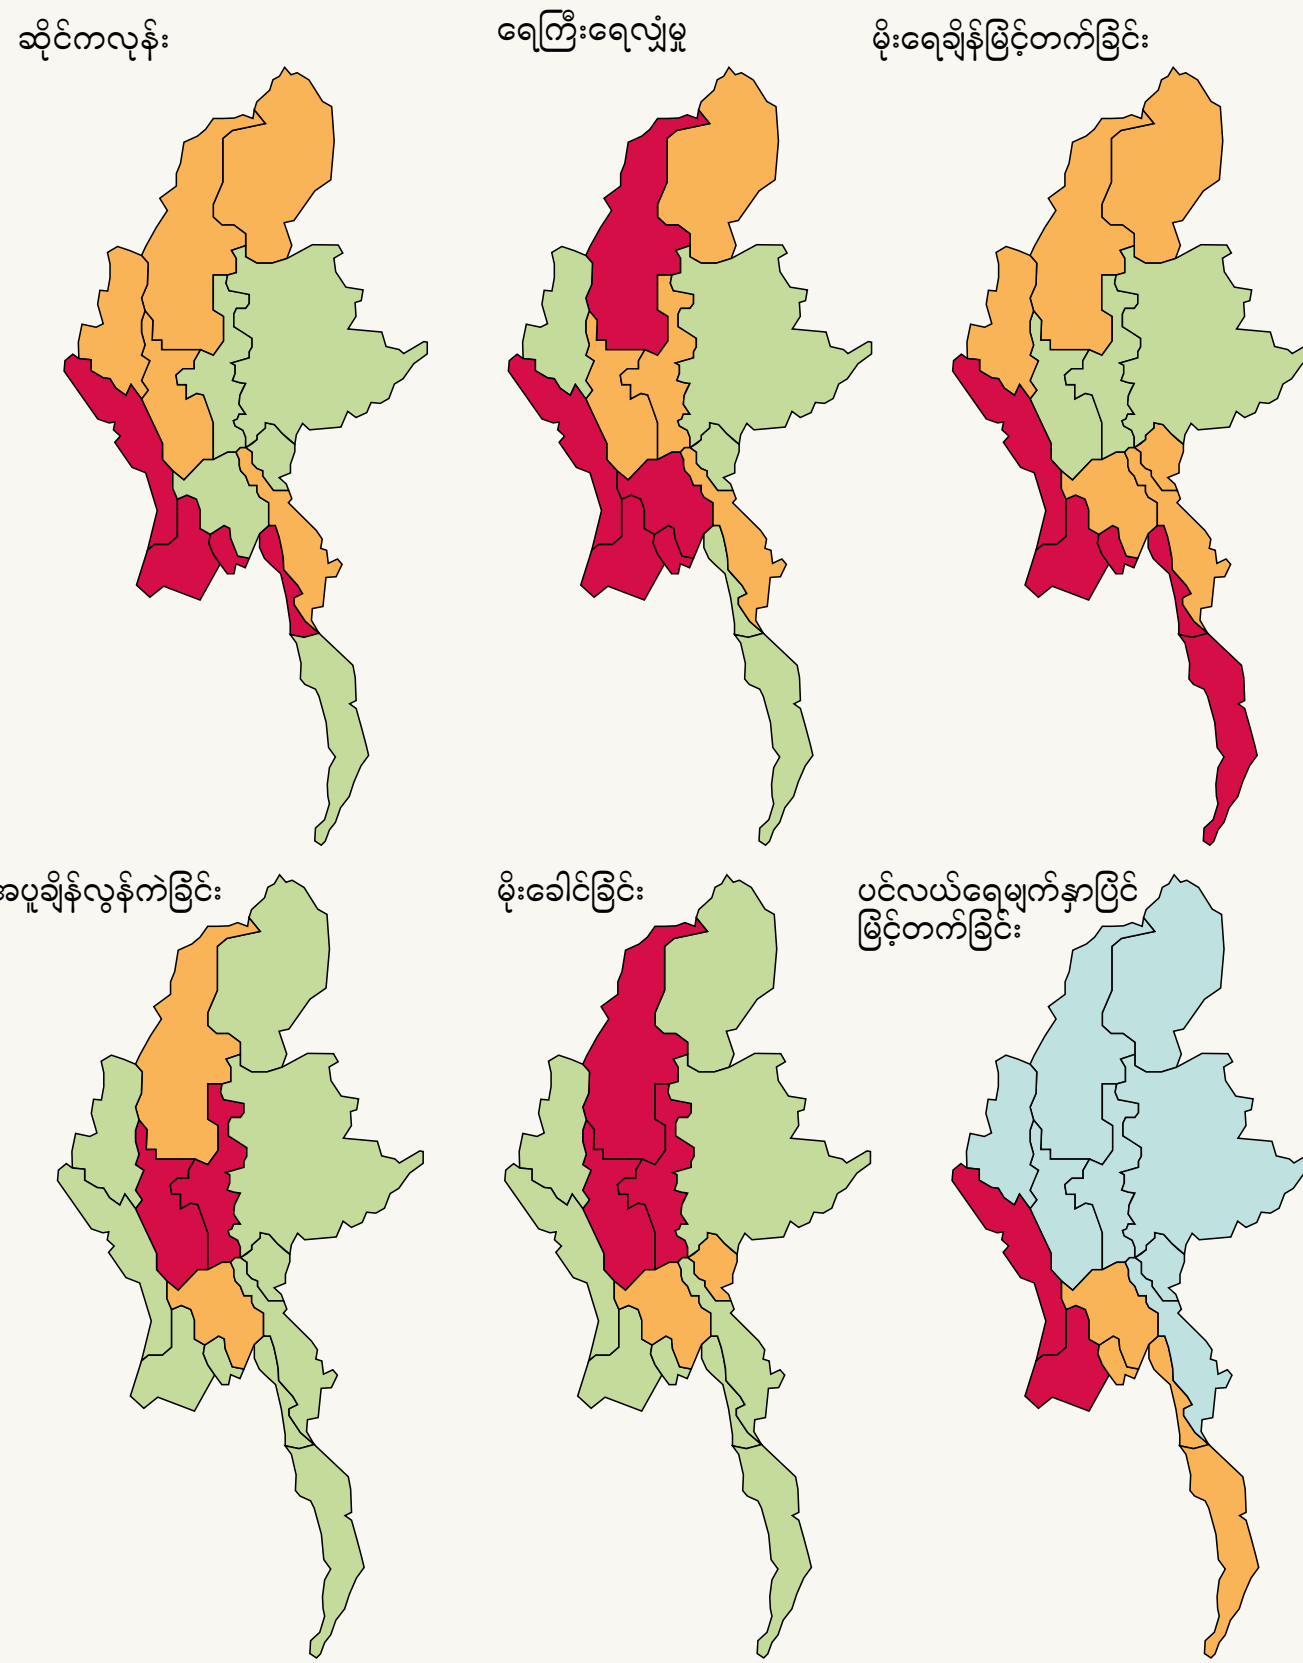 ဆိုင်ကလုန်း
ရေကြီးရေလျှံမှု
မိုးရေချိန်မြင့်တက်ခြင်း
အပူချိန်လွန်ကဲခြင်း
မိုးခေါင်ခြင်း
ပင်လယ်ရေမျက်နှာပြင်
မြင့်တက်ခြင်း